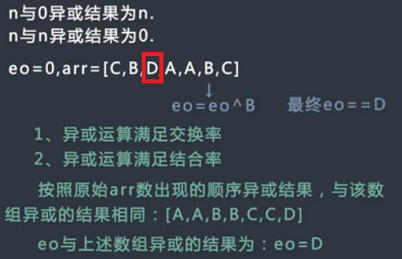 n与0异或结果为n.
n与n异或结果为0.
eo=0,arr=[C,B,D,A,A,B,C]
↓
eo=eo^B 最终eo==D
1、异或运算满足交换率
2、异或运算满足结合率
按照原始arr数出现的顺序异或结果，与该数
组异或的结果相同：[A,A,B,B,C,C,D]
eo与上述数组异或的结果为：eo=D